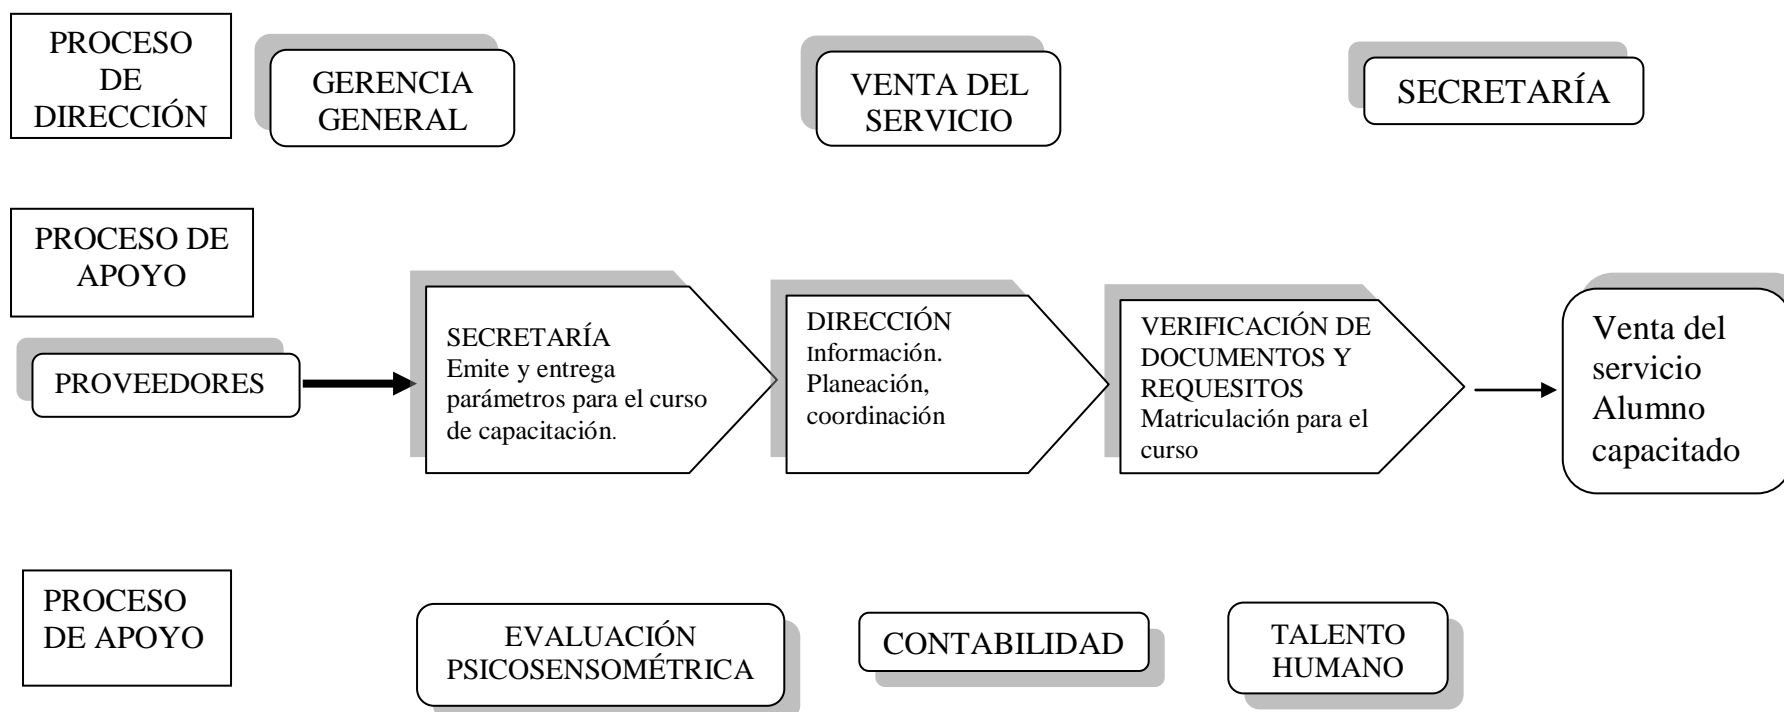 PROCESO
DE
DIRECCIÓN
GERENCIA
GENERAL
VENTA DEL
SERVICIO
SECRETARÍA
PROCESO DE
APOYO
PROVEEDORES
SECRETARÍA
Emite y entrega
parámetros para el curso
de capacitación.
DIRECCIÓN
Información.
Planeación,
coordinación
VERIFICACIÓN DE
DOCUMENTOS Y
REQUESITOS
Matriculación para el
curso
Venta del
servicio
Alumno
capacitado
PROCESO
DE APOYO
EVALUACIÓN
PSICOSENSOMÉTRICA
CONTABILIDAD
TALENTO
HUMANO